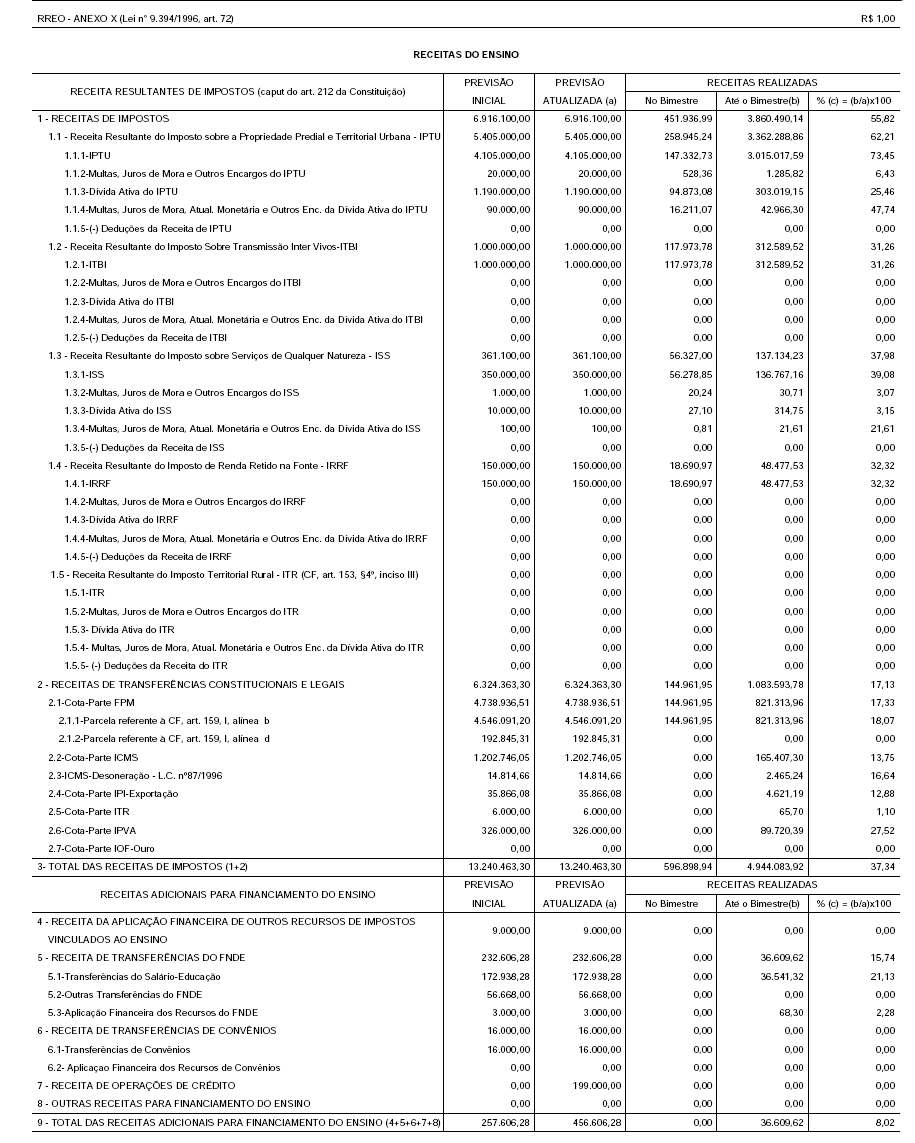 RREO - ANEXO X (Lei n° 9.394/1996, art. 72) R$ 1,00
RECEITAS DO ENSINO
RECEITA RESULTANTES DE IMPOSTOS (caput do art. 212 da Constituição) PREVISÃO INICIAL PREVISÃO ATUALIZADA (a) RECEITAS REALIZADAS
No Bimestre Até o Bimestre(b) % (c) = (b/a)x100
1 - RECEITAS DE IMPOSTOS 6.916.100,00 6.916.100,00 451.936,99 3.860.490,14 55,82
1.1 - Receita Resultante do Imposto sobre a Propriedade Predial e Territorial Urbana - IPTU 5.405.000,00 5.405.000,00 258.945,24 3.362.288,86 62,21
1.1.1-IPTU 4.105.000,00 4.105.000,00 147.332,73 3.015.017,59 73,45
1.1.2-Multas, Juros de Mora e Outros Encargos do IPTU 20.000,00 20.000,00 528,36 1.285,82 6,43
1.1.3-Dívida Ativa do IPTU 1.190.000,00 1.190.000,00 94.873,08 303.019,15 25,46
1.1.4-Multas, Juros de Mora, Atual. Monetária e Outros Enc. da Dívida Ativa do IPTU 90.000,00 90.000,00 16.211,07 42.966,30 47,74
1.1.5-(-) Deduções da Receita de IPTU 0,00 0,00 0,00 0,00 0,00
1.2 - Receita Resultante do Imposto Sobre Transmissão Inter Vivos-ITBI 1.000.000,00 1.000.000,00 117.973,78 312.589,52 31,26
1.2.1-ITBI 1.000.000,00 1.000.000,00 117.973,78 312.589,52 31,26
1.2.2-Multas, Juros de Mora e Outros Encargos do ITBI 0,00 0,00 0,00 0,00 0,00
1.2.3-Dívida Ativa do ITBI 0,00 0,00 0,00 0,00 0,00
1.2.4-Multas, Juros de Mora, Atual. Monetária e Outros Enc. da Dívida Ativa do ITBI 0,00 0,00 0,00 0,00 0,00
1.2.5-(-) Deduções da Receita de ITBI 0,00 0,00 0,00 0,00 0,00
1.3 - Receita Resultante do Imposto sobre Serviços de Qualquer Natureza - ISS 361.100,00 361.100,00 56.327,00 137.134,23 37,98
1.3.1-ISS 350.000,00 350.000,00 56.278,85 136.767,16 39,08
1.3.2-Multas, Juros de Mora e Outros Encargos do ISS 1.000,00 1.000,00 20,24 30,71 3,07
1.3.3-Dívida Ativa do ISS 10.000,00 10.000,00 27,10 314,75 3,15
1.3.4-Multas, Juros de Mora, Atual. Monetária e Outros Enc. da Dívida Ativa do ISS 100,00 100,00 0,81 21,61 21,61
1.3.5-(-) Deduções da Receita de ISS 0,00 0,00 0,00 0,00 0,00
1.4 - Receita Resultante do Imposto de Renda Retido na Fonte - IRRF 150.000,00 150.000,00 18.690,97 48.477,53 32,32
1.4.1-IRRF 150.000,00 150.000,00 18.690,97 48.477,53 32,32
1.4.2-Multas, Juros de Mora e Outros Encargos do IRRF 0,00 0,00 0,00 0,00 0,00
1.4.3-Dívida Ativa do IRRF 0,00 0,00 0,00 0,00 0,00
1.4.4-Multas, Juros de Mora, Atual. Monetária e Outros Enc. da Dívida Ativa do IRRF 0,00 0,00 0,00 0,00 0,00
1.4.5-(-) Deduções da Receita de IRRF 0,00 0,00 0,00 0,00 0,00
1.5 - Receita Resultante do Imposto Territorial Rural - ITR (CF, art. 153, §4º, inciso III) 0,00 0,00 0,00 0,00 0,00
1.5.1-ITR 0,00 0,00 0,00 0,00 0,00
1.5.2-Multas, Juros de Mora e Outros Encargos do ITR 0,00 0,00 0,00 0,00 0,00
1.5.3- Dívida Ativa do ITR 0,00 0,00 0,00 0,00 0,00
1.5.4- Multas, Juros de Mora, Atual. Monetária e Outros Enc. da Dívida Ativa do ITR 0,00 0,00 0,00 0,00 0,00
1.5.5- (-) Deduções da Receita do ITR 0,00 0,00 0,00 0,00 0,00
2 - RECEITAS DE TRANSFERÊNCIAS CONSTITUCIONAIS E LEGAIS 6.324.363,30 6.324.363,30 144.961,95 1.083.593,78 17,13
2.1-Cota-Parte FPM 4.738.936,51 4.738.936,51 144.961,95 821.313,96 17,33
2.1.1-Parcela referente à CF, art. 159, I, alínea b 4.546.091,20 4.546.091,20 144.961,95 821.313,96 18,07
2.1.2-Parcela referente à CF, art. 159, I, alínea d 192.845,31 192.845,31 0,00 0,00 0,00
2.2-Cota-Parte ICMS 1.202.746,05 1.202.746,05 0,00 165.407,30 13,75
2.3-ICMS-Desoneração - L.C. nº87/1996 14.814,66 14.814,66 0,00 2.465,24 16,64
2.4-Cota-Parte IPI-Exportação 35.866,08 35.866,08 0,00 4.621,19 12,88
2.5-Cota-Parte ITR 6.000,00 6.000,00 0,00 65,70 1,10
2.6-Cota-Parte IPVA 326.000,00 326.000,00 0,00 89.720,39 27,52
2.7-Cota-Parte IOF-Ouro 0,00 0,00 0,00 0,00 0,00
3- TOTAL DAS RECEITAS DE IMPOSTOS (1+2) 13.240.463,30 13.240.463,30 596.898,94 4.944.083,92 37,34
RECEITAS ADICIONAIS PARA FINANCIAMENTO DO ENSINO PREVISÃO INICIAL PREVISÃO ATUALIZADA (a) RECEITAS REALIZADAS
No Bimestre Até o Bimestre(b) % (c) = (b/a)x100
4 - RECEITA DA APLICAÇÃO FINANCEIRA DE OUTROS RECURSOS DE IMPOSTOS
VINCULADOS AO ENSINO 9.000,00 9.000,00 0,00 0,00 0,00
5 - RECEITA DE TRANSFERÊNCIAS DO FNDE 232.606,28 232.606,28 0,00 36.609,62 15,74
5.1-Transferências do Salário-Educação 172.938,28 172.938,28 0,00 36.541,32 21,13
5.2-Outras Transferências do FNDE 56.668,00 56.668,00 0,00 0,00 0,00
5.3-Aplicação Financeira dos Recursos do FNDE 3.000,00 3.000,00 0,00 68,30 2,28
6 - RECEITA DE TRANSFERÊNCIAS DE CONVÊNIOS 16.000,00 16.000,00 0,00 0,00 0,00
6.1-Transferências de Convênios 16.000,00 16.000,00 0,00 0,00 0,00
6.2- Aplicaçao Financeira dos Recursos de Convênios 0,00 0,00 0,00 0,00 0,00
7 - RECEITA DE OPERAÇÕES DE CRÉDITO 0,00 199.000,00 0,00 0,00 0,00
8 - OUTRAS RECEITAS PARA FINANCIAMENTO DO ENSINO 0,00 0,00 0,00 0,00 0,00
9 - TOTAL DAS RECEITAS ADICIONAIS PARA FINANCIAMENTO DO ENSINO (4+5+6+7+8) 257.606,28 456.606,28 0,00 36.609,62 8,02